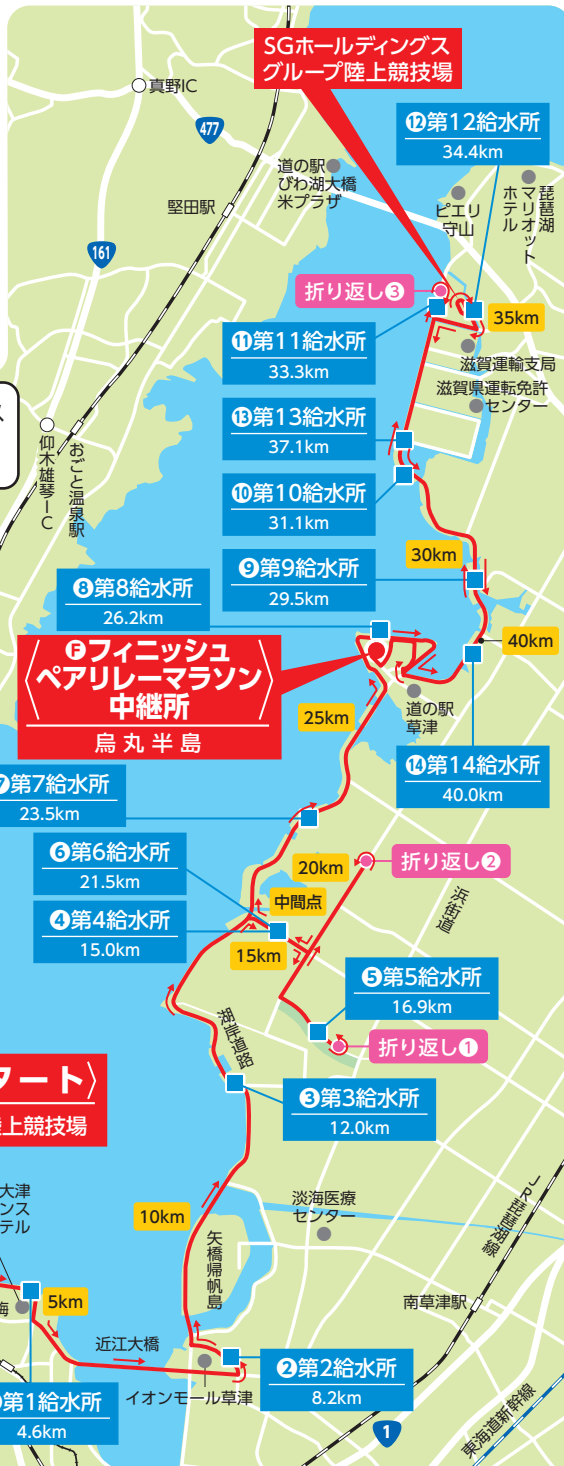 SGホールディングス
グループ陸上競技場
真野IC
477
⑫第12給水所
34.4km
道の駅
びわ湖大橋
米プラザ
堅田駅
ピエリ
守山
琵琶湖
マリオット
ホテル
161
折り返し❸
35km
⑪第11給水所
33.3km
滋賀運輸支局
滋賀県運転免許
センター
⑬第13給水所
37.1km
仰木雄琴IC
おごと温泉駅
⑩第10給水所
31.1km
30km
❾第9給水所
29.5km
❽第8給水所
26.2km
40km
Ⓕフィニッシュ
ペアリレーマラソン
中継所
烏丸半島
道の駅
草津
25km
⑭第14給水所
40.0km
❼第7給水所
23.5km
❻第6給水所
21.5km
20km
折り返し❷
中間点
浜街道
❹第4給水所
15.0km
15km
❺第5給水所
16.9km
湖岸道路
折り返し❶
タート
上競技場
❸第3給水所
12.0km
大津
ンス
テル
10km
淡海医療
センター
JR琵琶湖線
矢橋帰帆島
5km
南草津駅
近江大橋
❷第2給水所
8.2km
イオンモール草津
第1給水所
4.6km
1
東海道新幹線